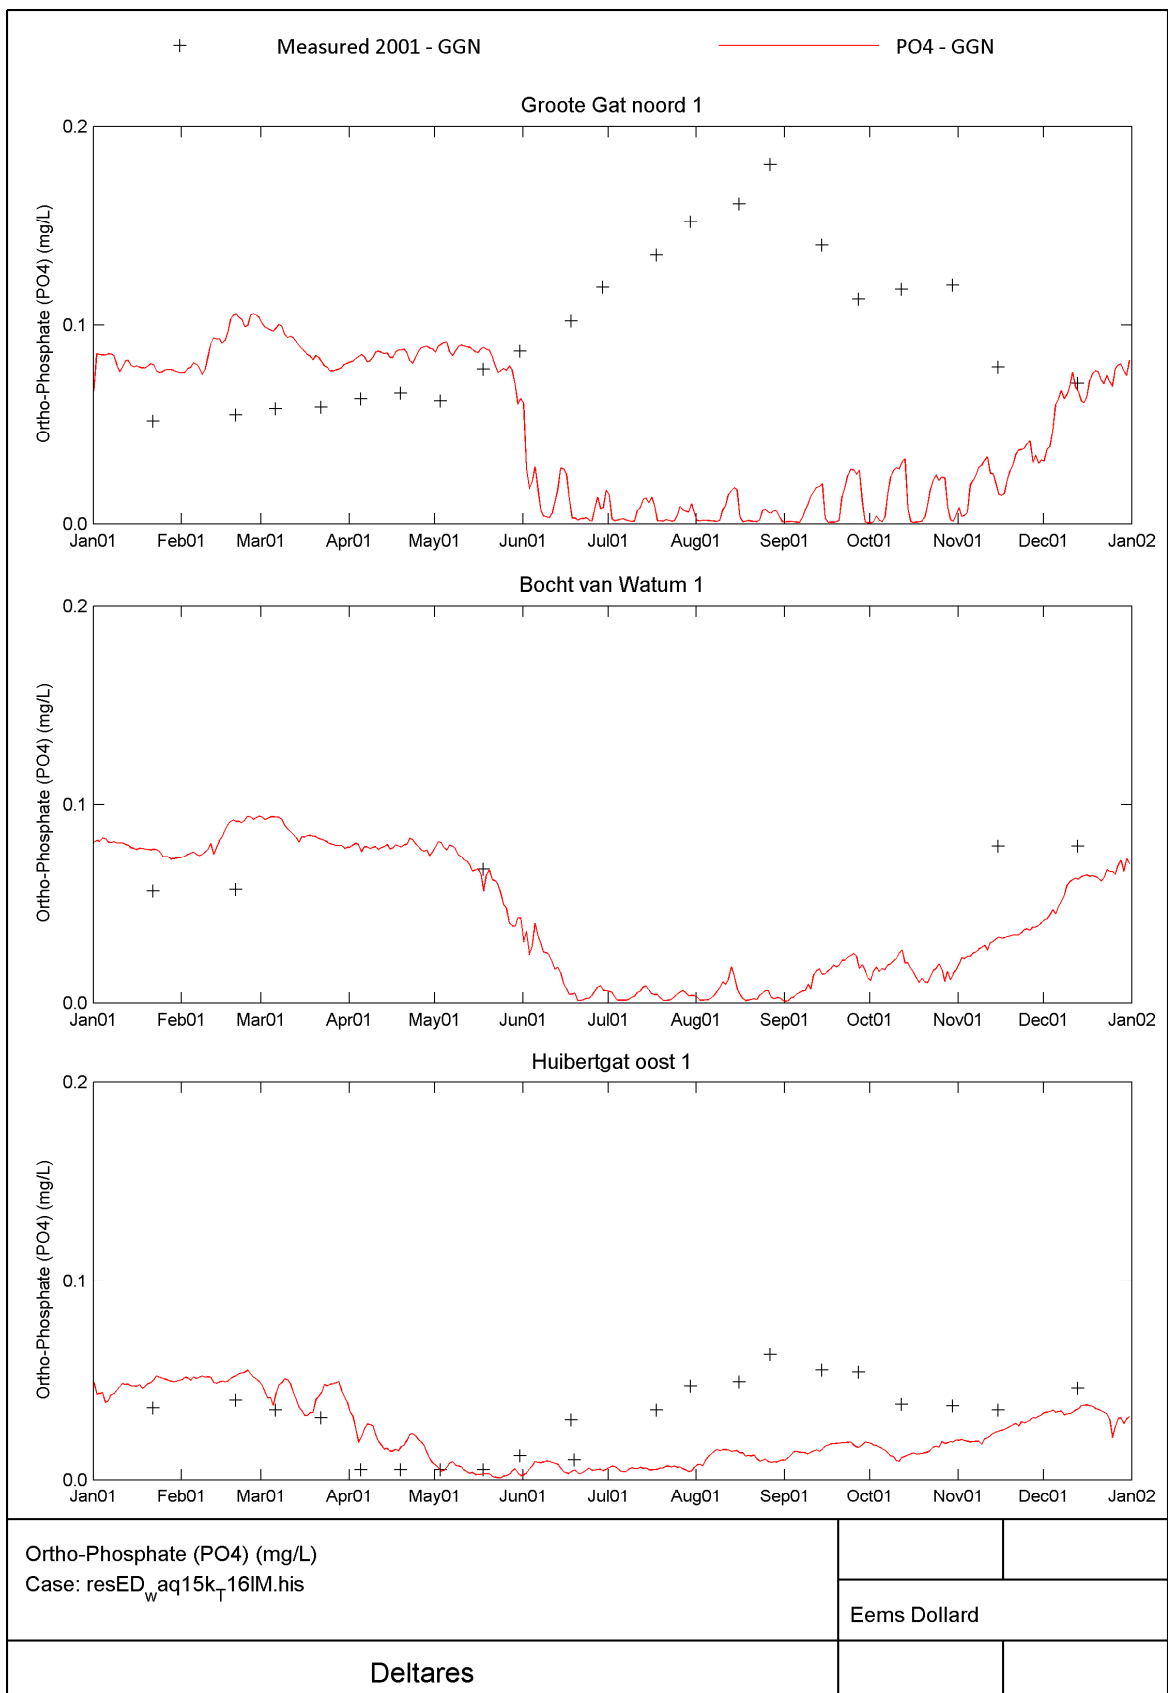 Measured 2001 - GGN PO4 - GGN
Groote Gat noord 1
Ortho-Phosphate (PO4) (mg/L)
0.2
0.1
0.0
Jan01 Feb01 Mar01 Apr01 May01 Jun01 Jul01 Aug01 Sep01 Oct01 Nov01 Dec01 Jan02
Bocht van Watum 1
Ortho-Phosphate (PO4) (mg/L)
0.2
0.1
0.0
Jan01 Feb01 Mar01 Apr01 May01 Jun01 Jul01 Aug01 Sep01 Oct01 Nov01 Dec01 Jan02
Huibertgat oost 1
Ortho-Phosphate (PO4) (mg/L)
0.2
0.1
0.0
Jan01 Feb01 Mar01 Apr01 May01 Jun01 Jul01 Aug01 Sep01 Oct01 Nov01 Dec01 Jan02
Ortho-Phosphate (PO4) (mg/L)
Case: resED_waq15k_T16IM.his
Eems Dollard
Deltares